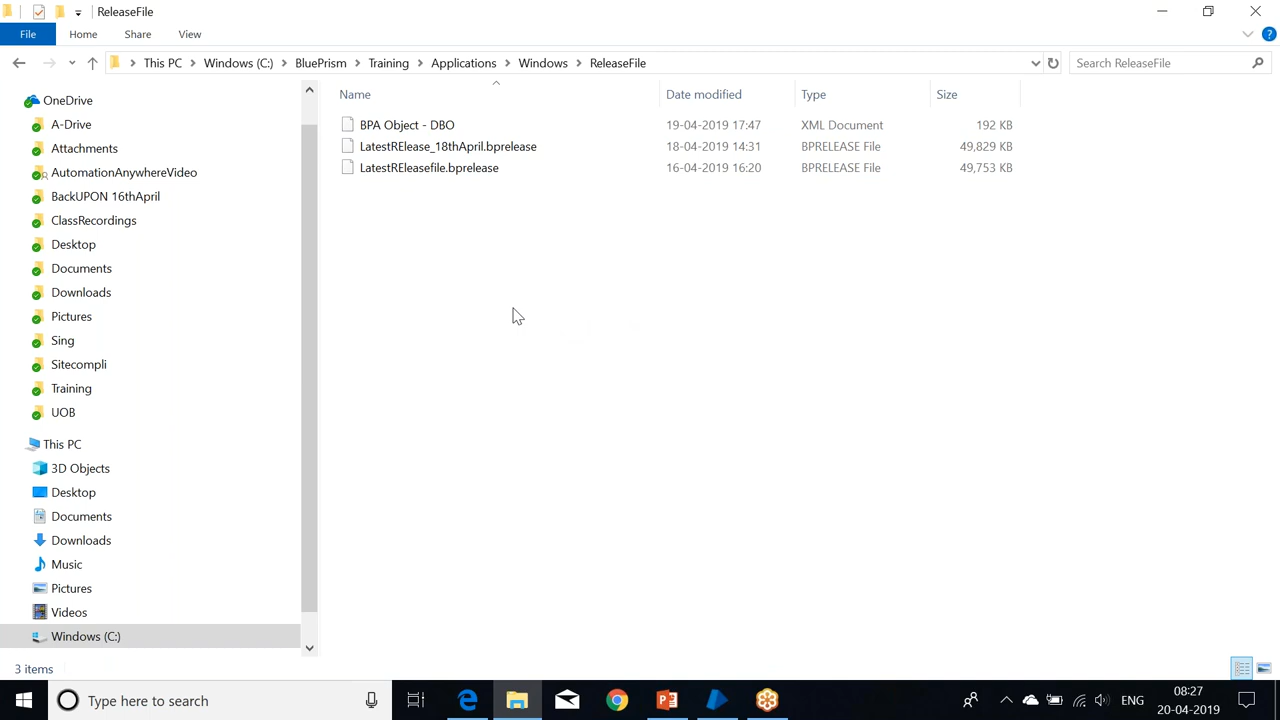 ReleaseFile
File Home Share View
This PC Windows (C:) BluePrism Training Applications Windows ReleaseFile Search ReleaseFile
Name Date modified Type Size
BPA Object - DBO 19-04-2019 17:47 XML Document 192 KB
LatestRElease_18thApril.bprelease 18-04-2019 14:31 BPRELEASE File 49,829 KB
LatestREleasefile.bprelease 16-04-2019 16:20 BPRELEASE File 49,753 KB
OneDrive
A-Drive
Attachments
AutomationAnywhereVideo
BackUPON 16thApril
ClassRecordings
Desktop
Documents
Downloads
Pictures
Sing
Sitecompli
Training
UOB
This PC
3D Objects
Desktop
Documents
Downloads
Music
Pictures
Videos
Windows (C:)
3 items
Type here to search
ENG
08:27
20-04-2019